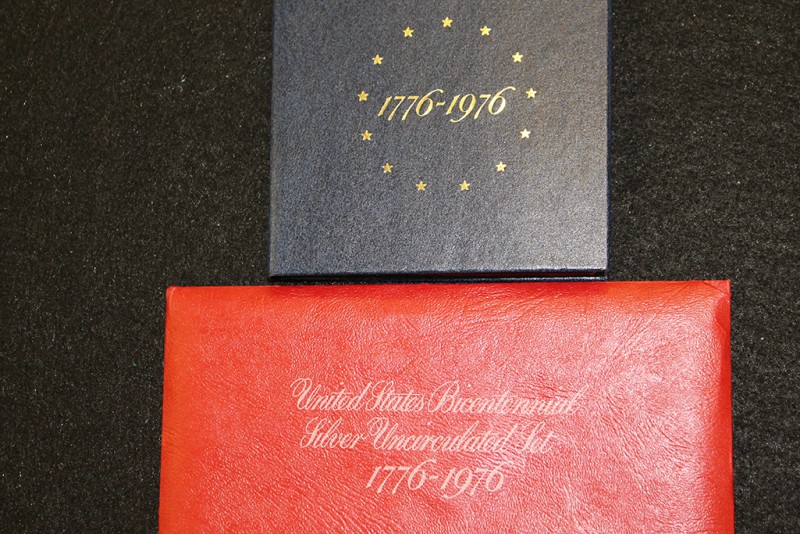 1776-1976
United States Bicentennial
Silver Uncirculated Set
1776-1976